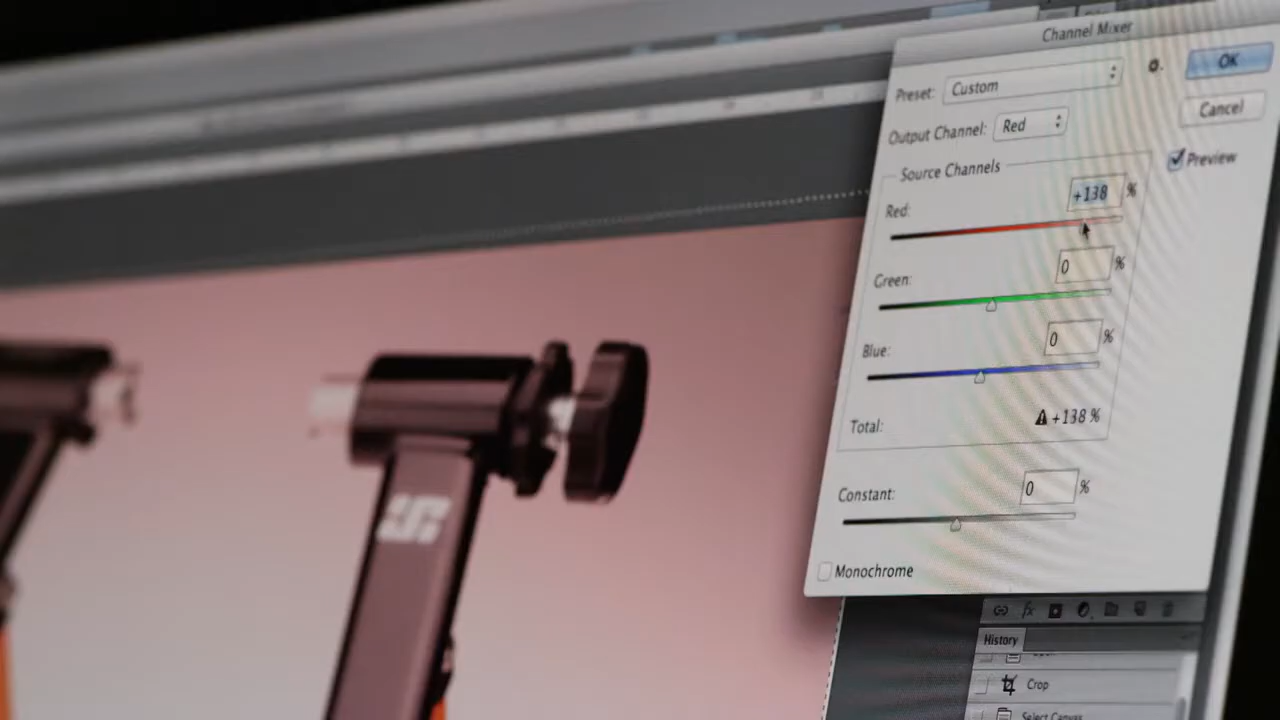 Channel Mixer
Preset: Custom
OK
Cancel
Output Channel: Red
Preview
Source Channels
Red: +138 %
Green: 0 %
Blue: 0 %
Total: +138 %
Constant: 0 %
Monochrome
fx
History
Crop
Select Canvas